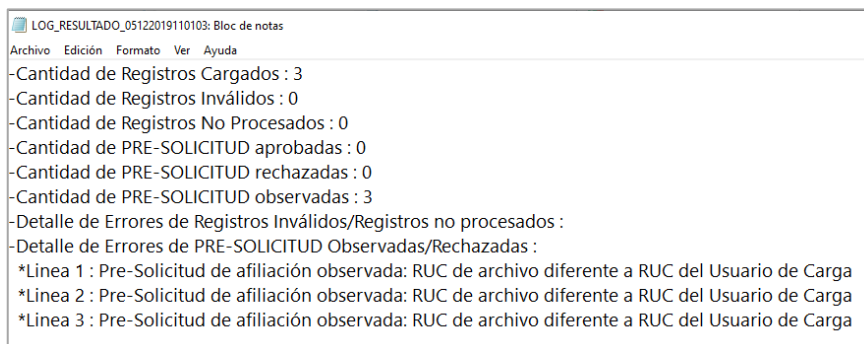 LOG_RESULTADO_05122019110103: Bloc de notas
Archivo Edición Formato Ver Ayuda
-Cantidad de Registros Cargados : 3
-Cantidad de Registros Inválidos : 0
-Cantidad de Registros No Procesados : 0
-Cantidad de PRE-SOLICITUD aprobadas : 0
-Cantidad de PRE-SOLICITUD rechazadas : 0
-Cantidad de PRE-SOLICITUD observadas : 3
-Detalle de Errores de Registros Inválidos/Registros no procesados :
-Detalle de Errores de PRE-SOLICITUD Observadas/Rechazadas :
*Linea 1 : Pre-Solicitud de afiliación observada: RUC de archivo diferente a RUC del Usuario de Carga
*Linea 2 : Pre-Solicitud de afiliación observada: RUC de archivo diferente a RUC del Usuario de Carga
*Linea 3 : Pre-Solicitud de afiliación observada: RUC de archivo diferente a RUC del Usuario de Carga